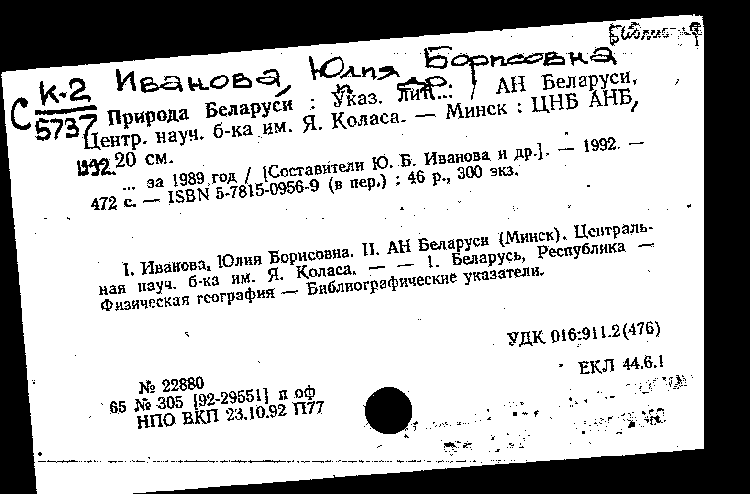 Иванова, Юлия Борисовна
С К-2
5737
и др.
Природа Беларуси : Указ. лит. : / АН Беларуси,
Центр. науч. б-ка им. Я. Коласа. — Минск : ЦНБ АНБ,
1992. 20 см.
... за 1989 год / [Составители Ю. Б. Иванова и др.]. — 1992. —
472 с. — ISBN 5-7815-0956-9 (в пер.) : 46 р., 300 экз.
I. Иванова, Юлия Борисовна. II. АН Беларуси (Минск). Централь-
ная науч. б-ка им. Я. Коласа. — — 1. Беларусь, Республика —
Физическая география — Библиографические указатели.
УДК 016:911.2(476)
ЕКЛ 44.6.1
№ 22880
65 № 305 [92-29551] п оф
НПО ВКП 23.10.92 П77